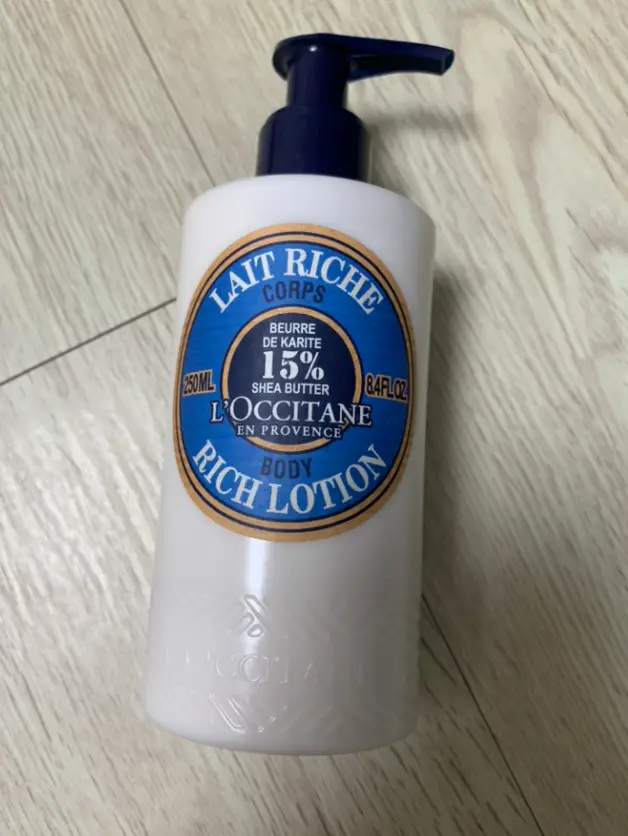 LAIT RICHE
CORPS
BEURRE
DE KARITE
15%
SHEA BUTTER
250ML
8.4FL.OZ
L'OCCITANE
EN PROVENCE
BODY
RICH LOTION
L'OCCITANE